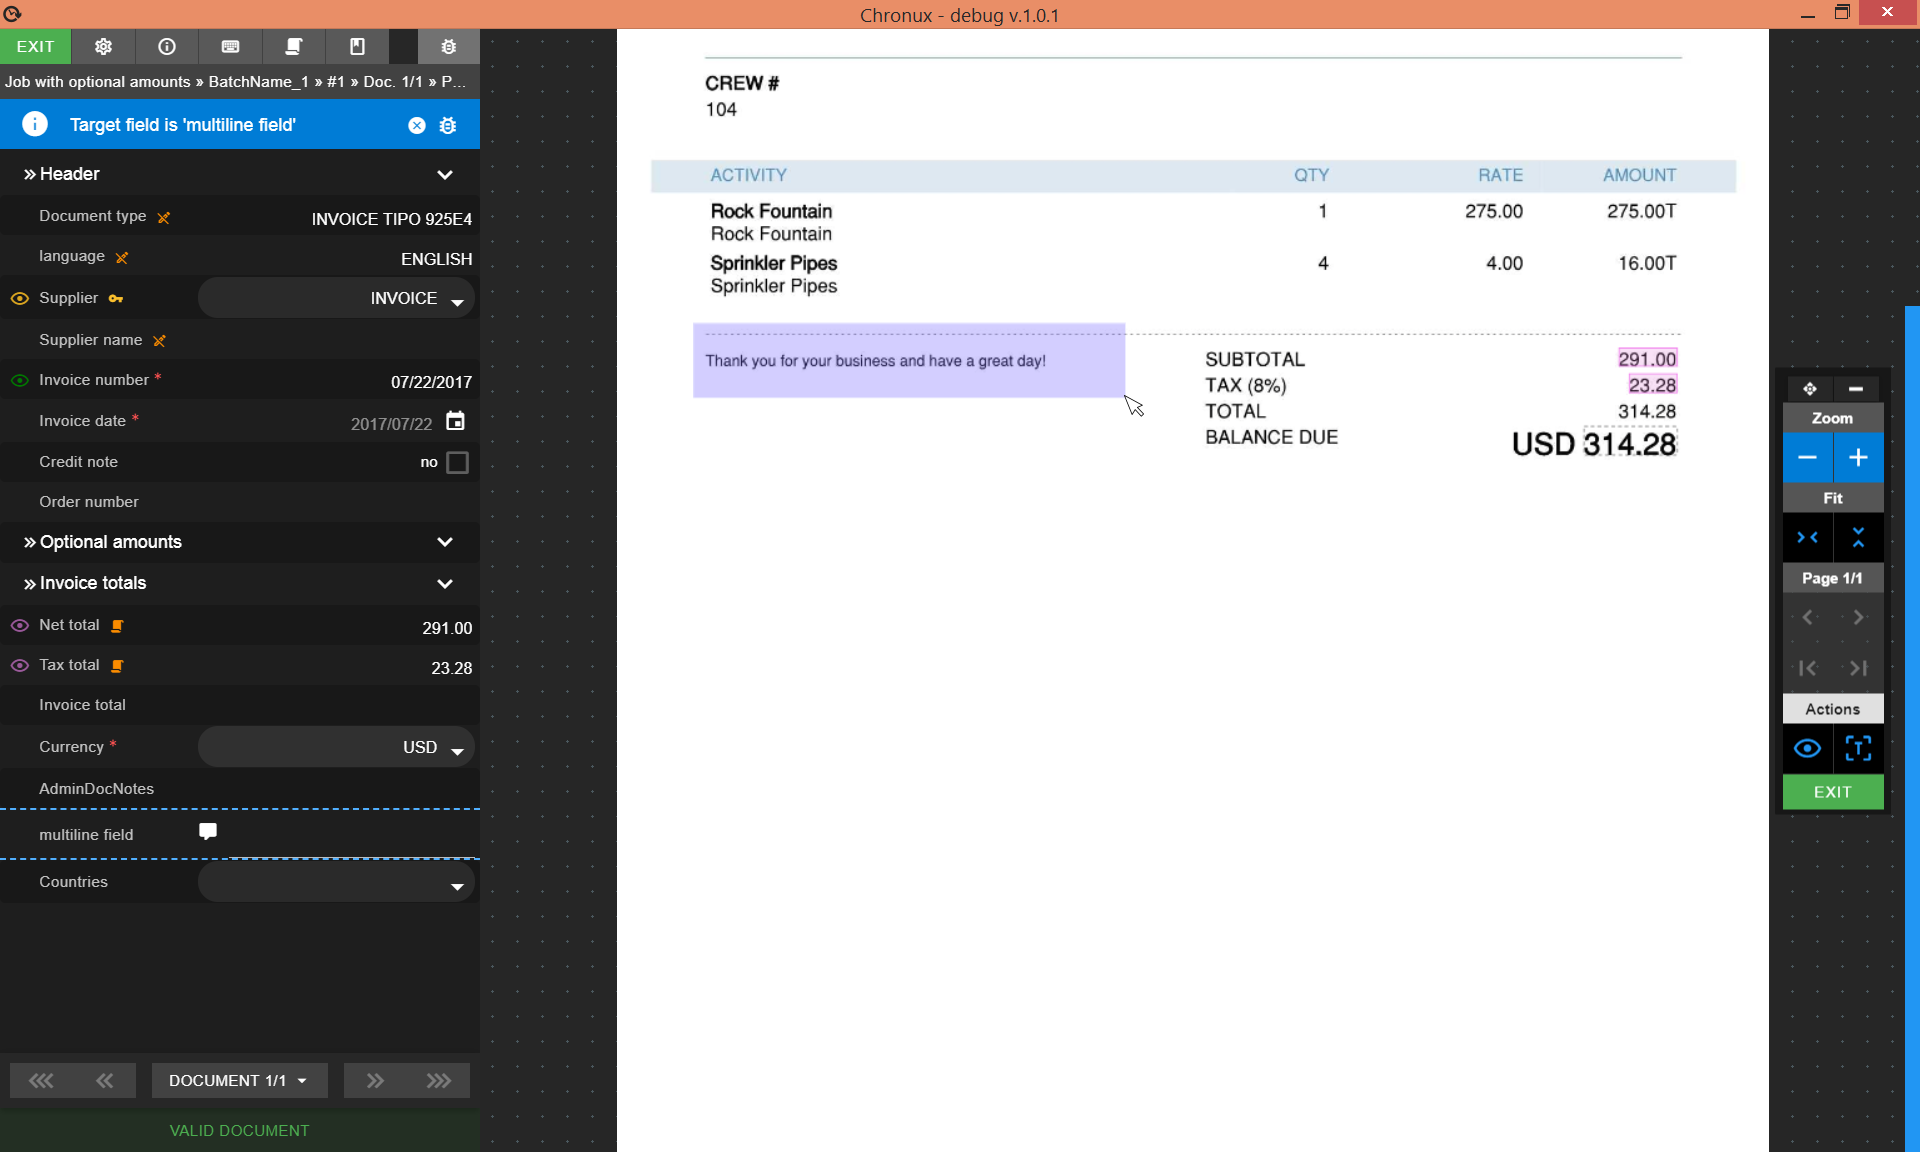 Chronux - debug v.1.0.1
EXIT
Job with optional amounts » BatchName_1 » #1 » Doc. 1/1 » P...
Target field is 'multiline field'
» Header
Document type INVOICE TIPO 925E4
language ENGLISH
Supplier INVOICE
Supplier name
Invoice number * 07/22/2017
Invoice date * 2017/07/22
Credit note no
Order number
» Optional amounts
» Invoice totals
Net total 291.00
Tax total 23.28
Invoice total
Currency * USD
AdminDocNotes
multiline field
Countries
DOCUMENT 1/1
VALID DOCUMENT
CREW #
104
ACTIVITY QTY RATE AMOUNT
Rock Fountain 1 275.00 275.00T
Rock Fountain
Sprinkler Pipes 4 4.00 16.00T
Sprinkler Pipes
Thank you for your business and have a great day!
SUBTOTAL 291.00
TAX (8%) 23.28
TOTAL 314.28
BALANCE DUE USD 314.28
Zoom
Fit
Page 1/1
Actions
EXIT